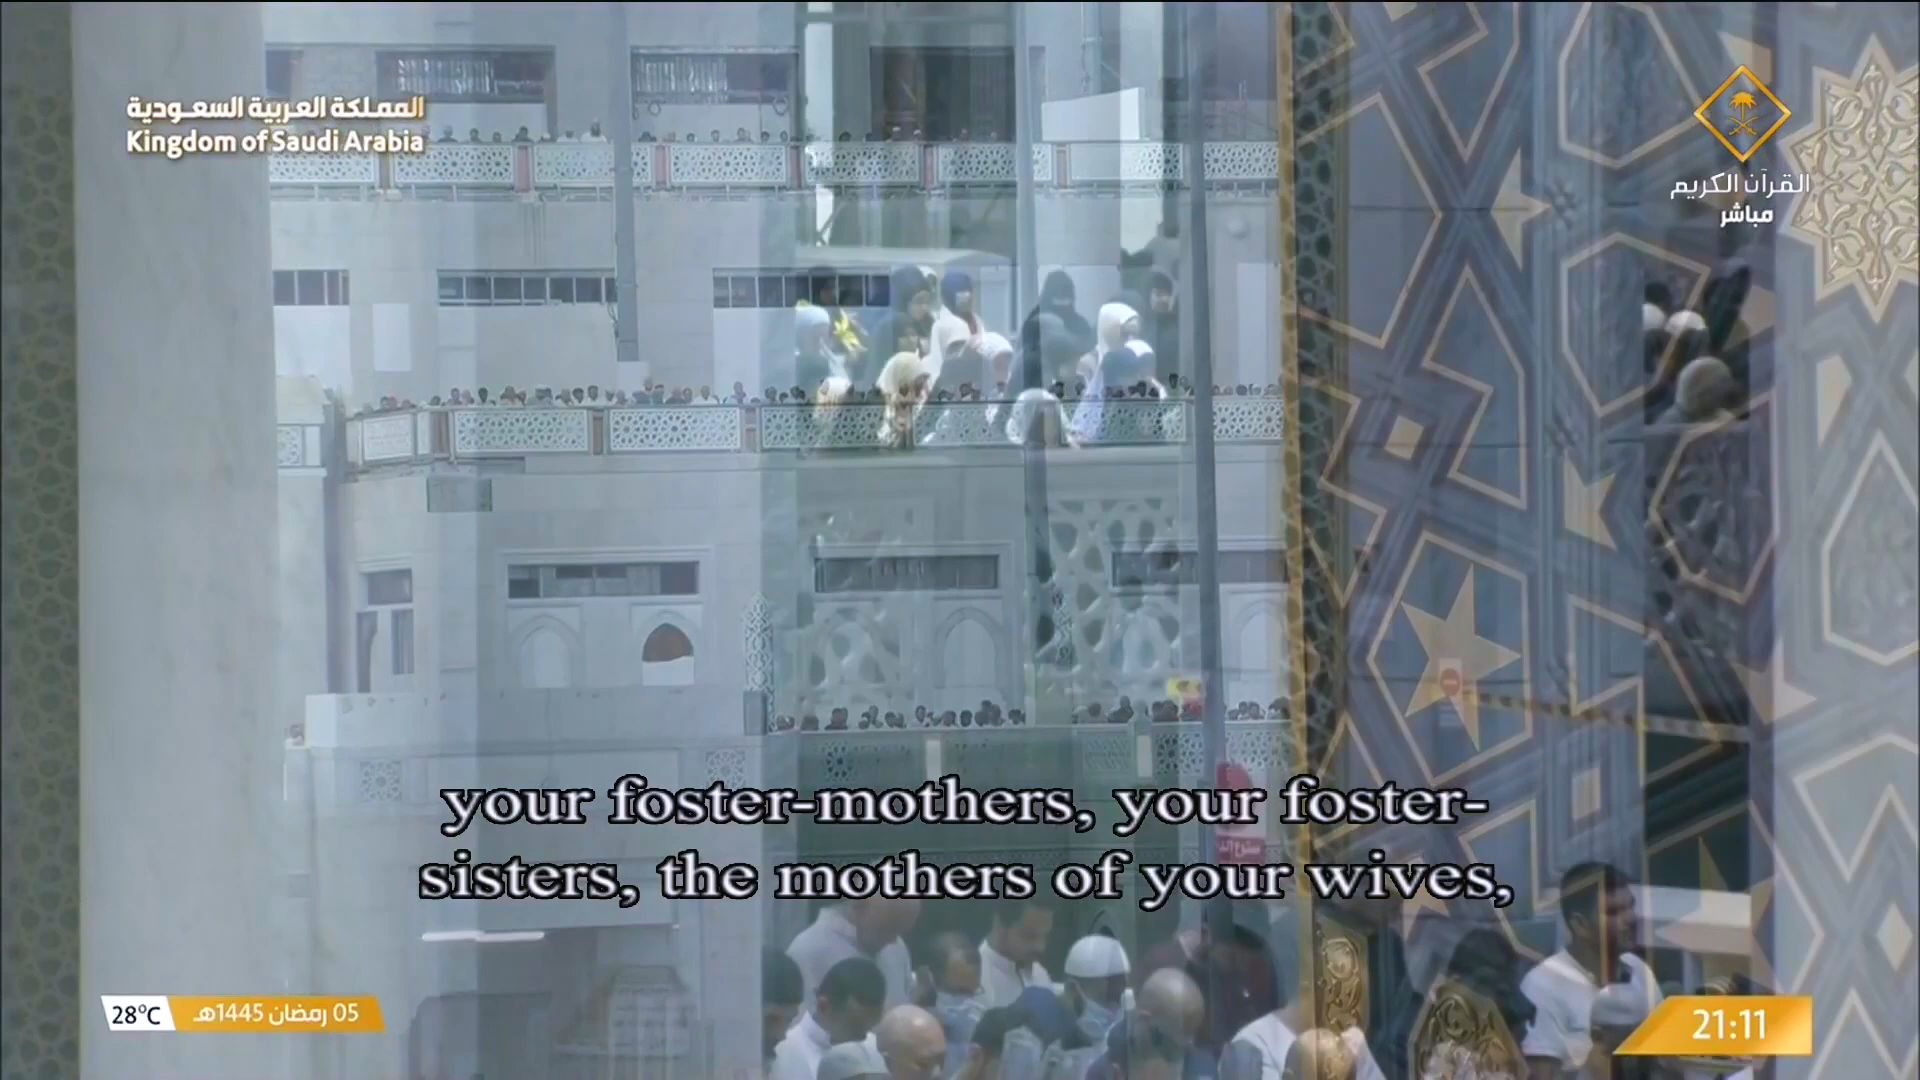 المملكة العربية السعودية
Kingdom of Saudi Arabia
القرآن الكريم
مباشر
your foster-mothers, your foster-
sisters, the mothers of your wives,
28°C
05 رمضان 1445هـ
21:11